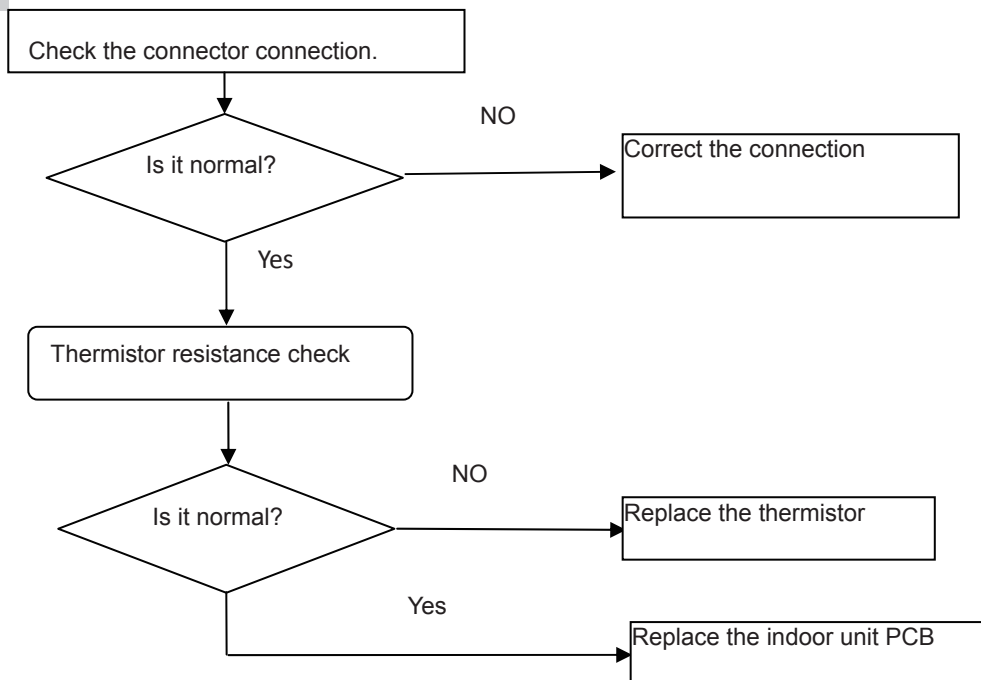 Check the connector connection.
NO
Is it normal?
Correct the connection
Yes
Thermistor resistance check
NO
Is it normal?
Replace the thermistor
Yes
Replace the indoor unit PCB